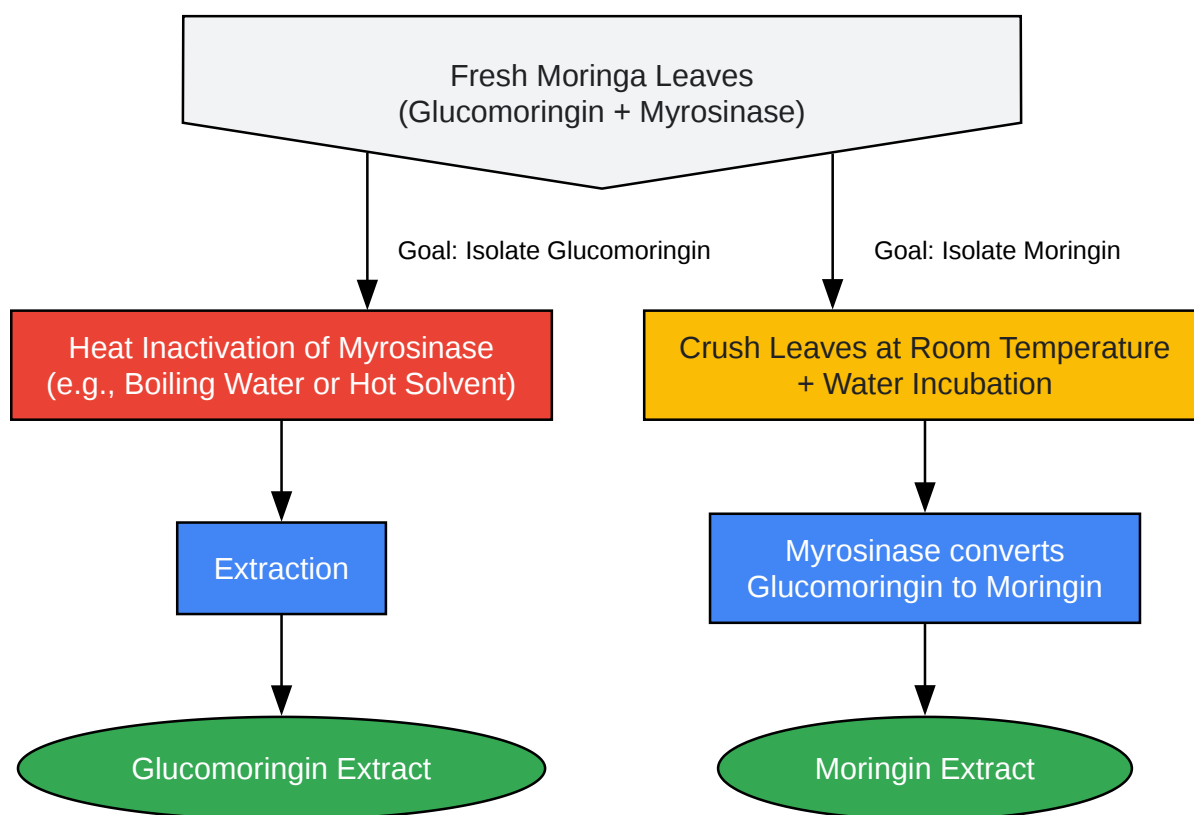 Fresh Moringa Leaves
(Glucomoringin + Myrosinase)
Goal: Isolate Glucomoringin
Goal: Isolate Moringin
Heat Inactivation of Myrosinase
(e.g., Boiling Water or Hot Solvent)
Crush Leaves at Room Temperature
+ Water Incubation
Extraction
Myrosinase converts
Glucomoringin to Moringin
Glucomoringin Extract
Moringin Extract